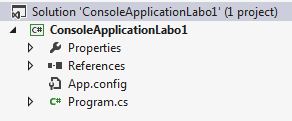 Solution 'ConsoleApplicationLabo1' (1 project)
C# ConsoleApplicationLabo1
Properties
References
App.config
C# Program.cs